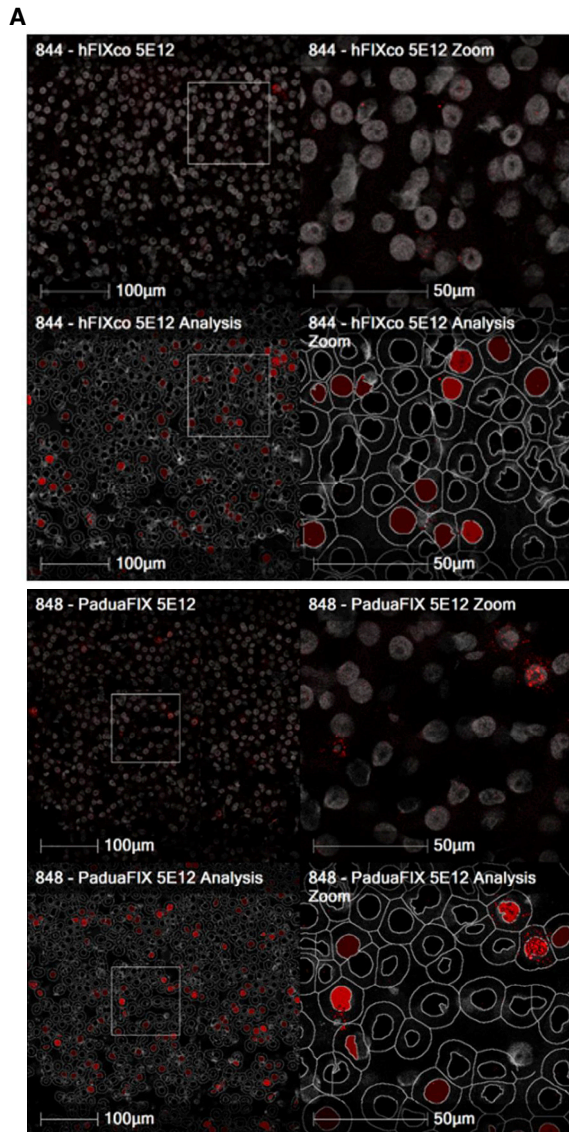 A
844 - hFIXco 5E12
844 - hFIXco 5E12 Zoom
100µm
50µm
844 - hFIXco 5E12 Analysis
844 - hFIXco 5E12 Analysis
Zoom
100µm
50µm
848 - PaduaFIX 5E12
848 - PaduaFIX 5E12 Zoom
100µm
50µm
848 - PaduaFIX 5E12 Analysis
848 - PaduaFIX 5E12 Analysis
Zoom
100µm
50µm